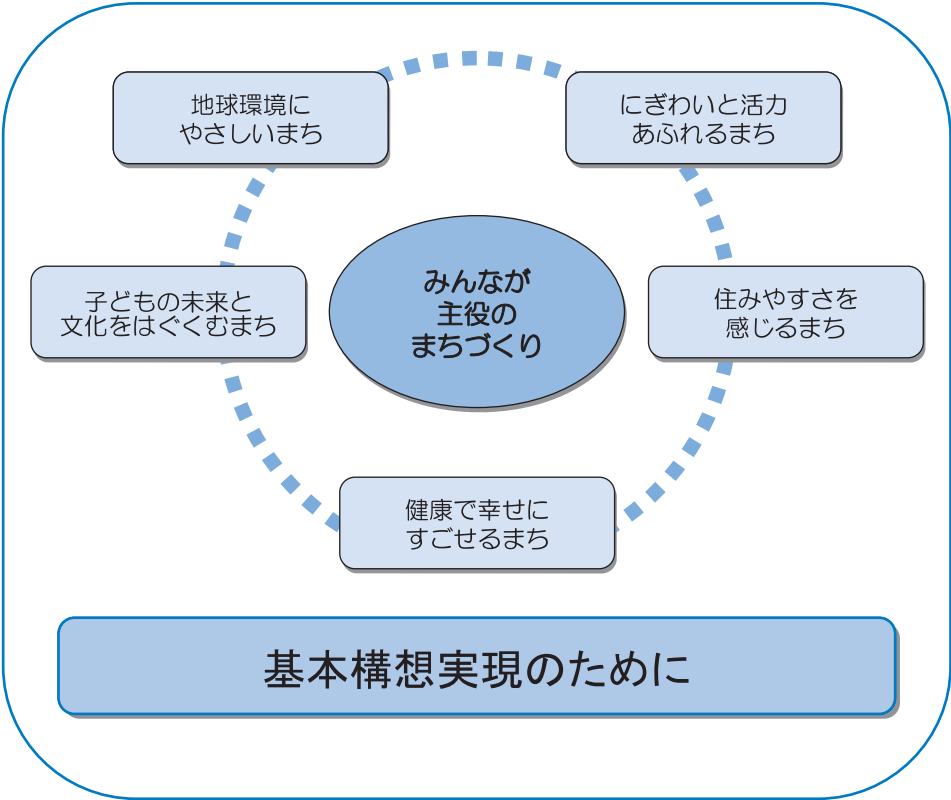 地球環境に
やさしいまち
にぎわいと活力
あふれるまち
子どもの未来と
文化をはぐくむまち
みんなが
主役の
まちづくり
住みやすさを
感じるまち
健康で幸せに
すごせるまち
基本構想実現のために